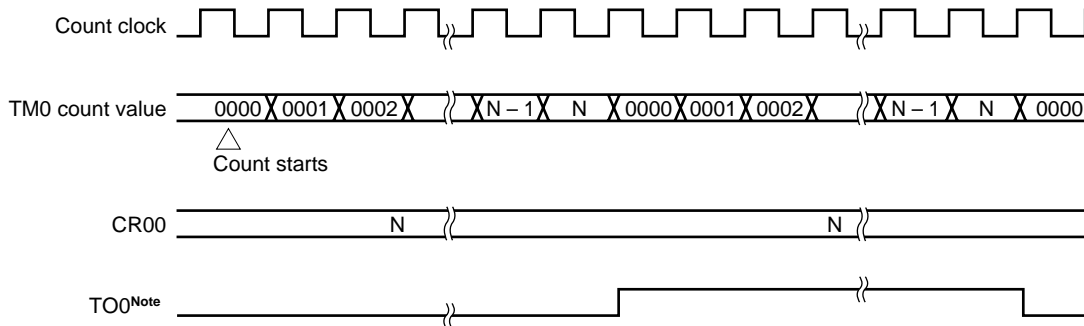 Count clock
TM0 count value 0000 0001 0002 N – 1 N 0000 0001 0002 N – 1 N 0000
Count starts
CR00 N N
TO0Note